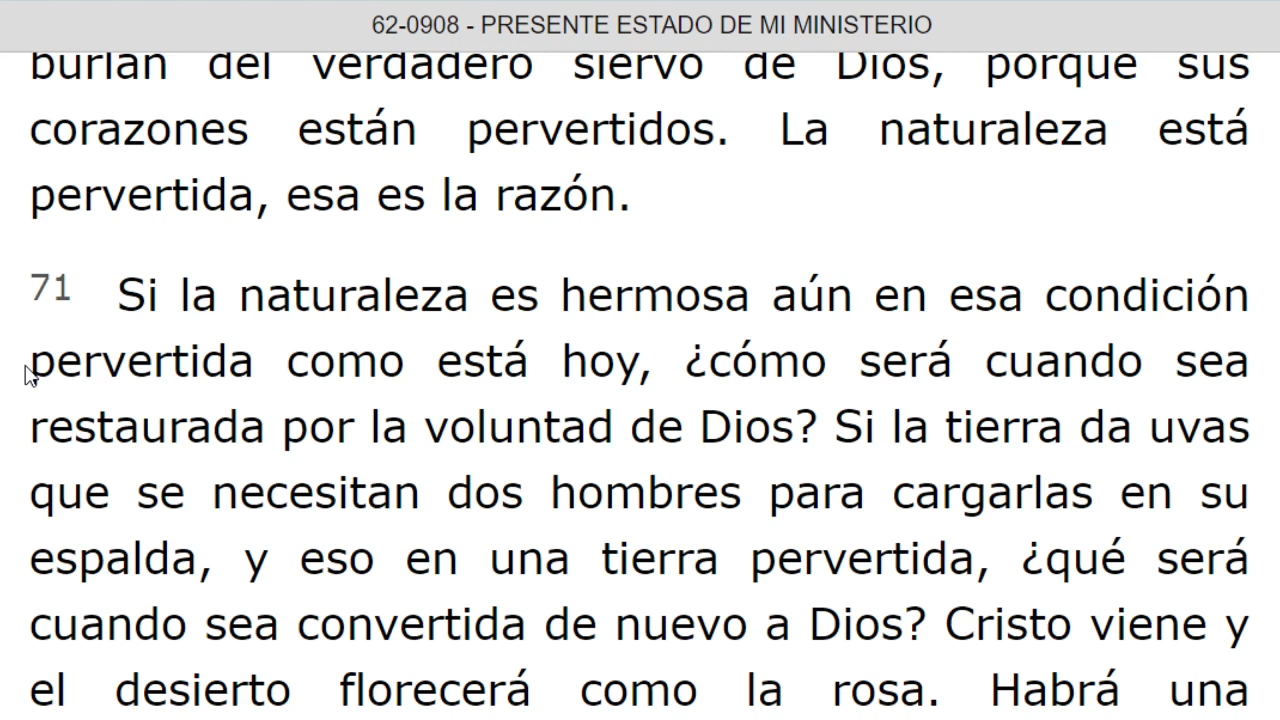 62-0908 - PRESENTE ESTADO DE MI MINISTERIO
burlan del verdadero siervo de Dios, porque sus
corazones están pervertidos. La naturaleza está
pervertida, esa es la razón.
71 Si la naturaleza es hermosa aún en esa condición
pervertida como está hoy, ¿cómo será cuando sea
restaurada por la voluntad de Dios? Si la tierra da uvas
que se necesitan dos hombres para cargarlas en su
espalda, y eso en una tierra pervertida, ¿qué será
cuando sea convertida de nuevo a Dios? Cristo viene y
el desierto florecerá como la rosa. Habrá una